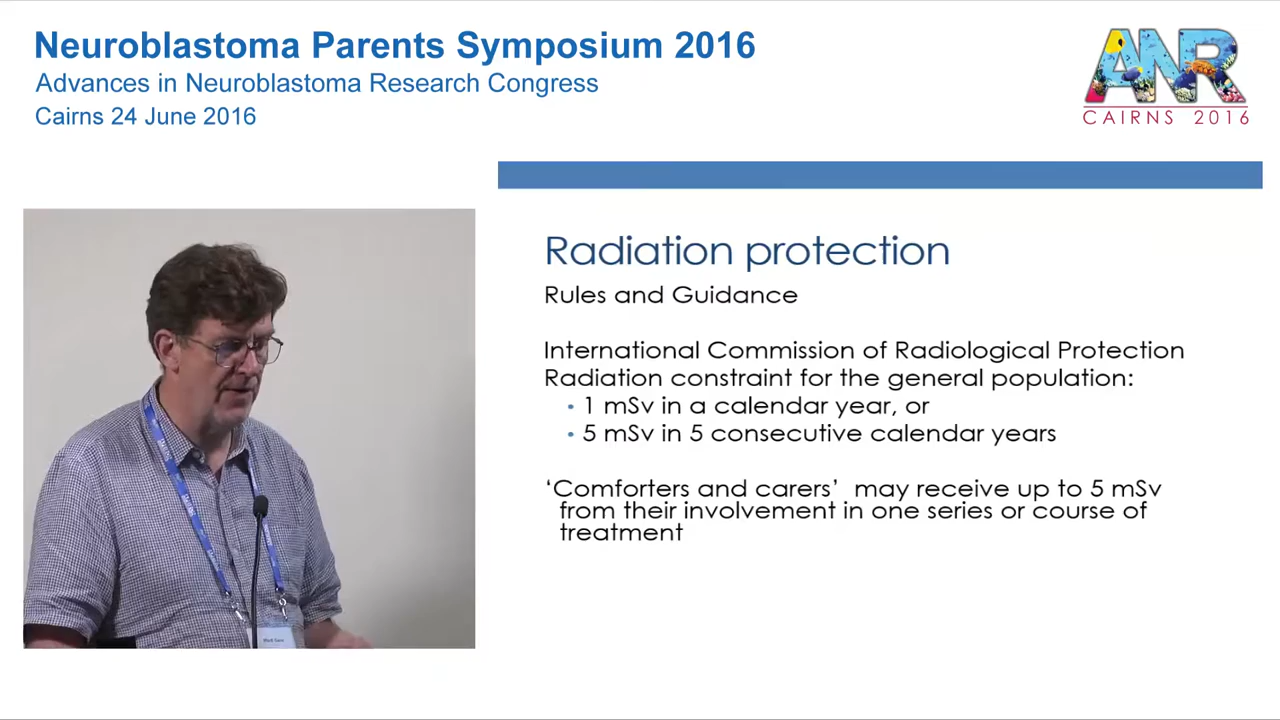 Neuroblastoma Parents Symposium 2016
Advances in Neuroblastoma Research Congress
Cairns 24 June 2016
ANR
CAIRNS 2016
Radiation protection
Rules and Guidance
International Commission of Radiological Protection
Radiation constraint for the general population:
• 1 mSv in a calendar year, or
• 5 mSv in 5 consecutive calendar years
‘Comforters and carers’ may receive up to 5 mSv
from their involvement in one series or course of
treatment